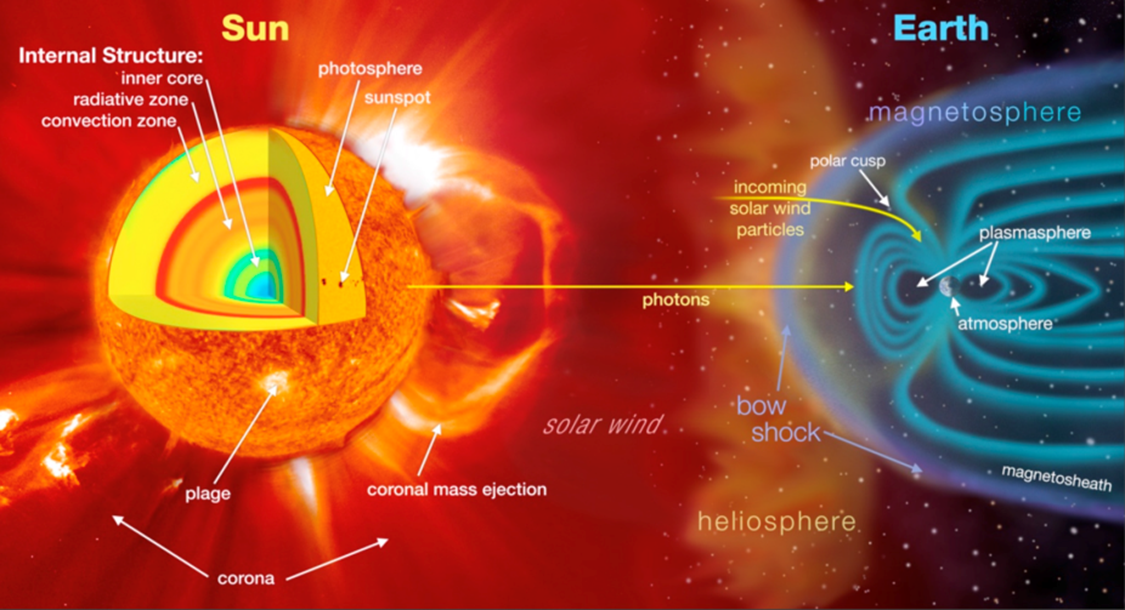 Sun
Earth
Internal Structure:
inner core
radiative zone
convection zone
photosphere
sunspot
magnetosphere
polar cusp
incoming
solar wind
particles
plasmasphere
photons
atmosphere
bow
shock
solar wind
magnetosheath
plage
coronal mass ejection
heliosphere
corona